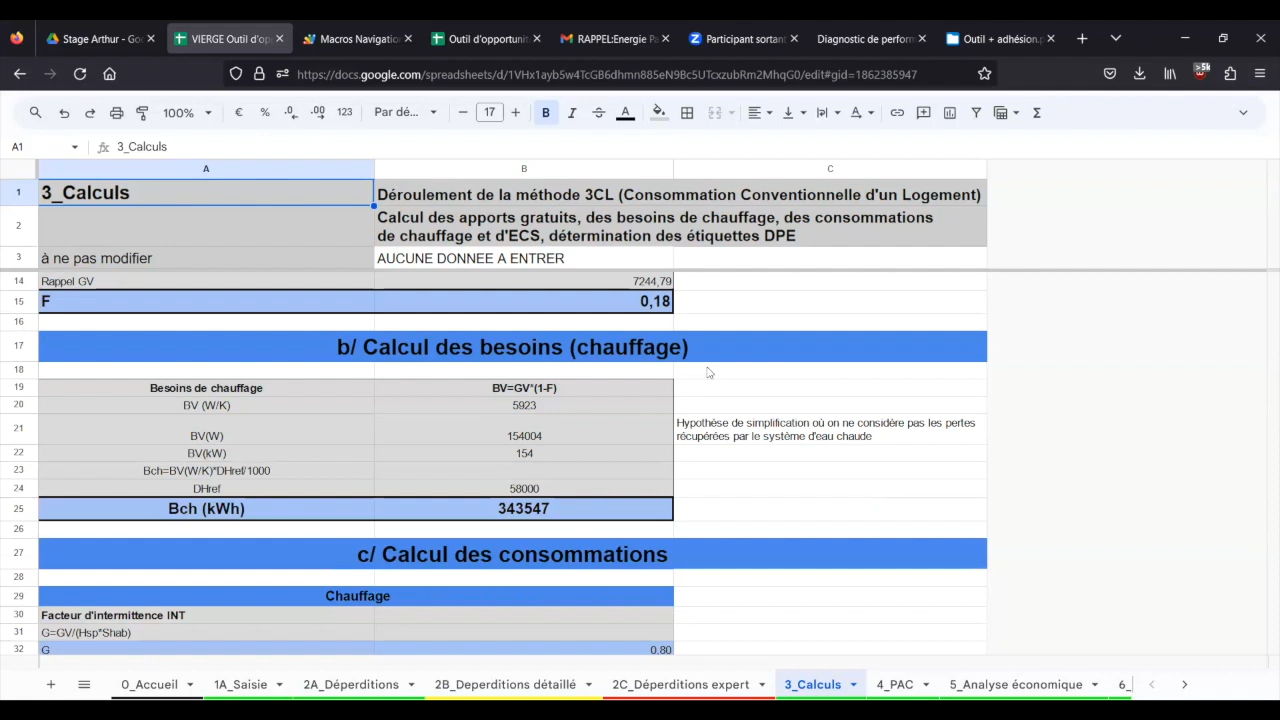 Stage Arthur - Goo
VIERGE Outil d'op
Macros Navigation
Outil d'opportunit
RAPPEL:Energie Pa
Participant sortant
Diagnostic de perform
Outil + adhésion.p
https://docs.google.com/spreadsheets/d/1VHx1ayb5w4TcGB6dhmn885eN9Bc5UTcxzubRm2MhqG0/edit#gid=1862385947
>5k
100%
€
%
.0
.00
123
Par dé...
17
B
I
S
A
Σ
A1
fx
3_Calculs
A
B
C
1
3_Calculs
Déroulement de la méthode 3CL (Consommation Conventionnelle d'un Logement)
2
Calcul des apports gratuits, des besoins de chauffage, des consommations
de chauffage et d'ECS, détermination des étiquettes DPE
3
à ne pas modifier
AUCUNE DONNEE A ENTRER
14
Rappel GV
7244,79
15
F
0,18
16
17
b/ Calcul des besoins (chauffage)
18
19
Besoins de chauffage
BV=GV*(1-F)
20
BV (W/K)
5923
21
BV(W)
154004
Hypothèse de simplification où on ne considère pas les pertes
récupérées par le système d'eau chaude
22
BV(kW)
154
23
Bch=BV(W/K)*DHref/1000
24
DHref
58000
25
Bch (kWh)
343547
26
27
c/ Calcul des consommations
28
29
Chauffage
30
Facteur d'intermittence INT
31
G=GV/(Hsp*Shab)
32
G
0,80
0_Accueil
1A_Saisie
2A_Déperditions
2B_Deperditions détaillé
2C_Déperditions expert
3_Calculs
4_PAC
5_Analyse économique
6_